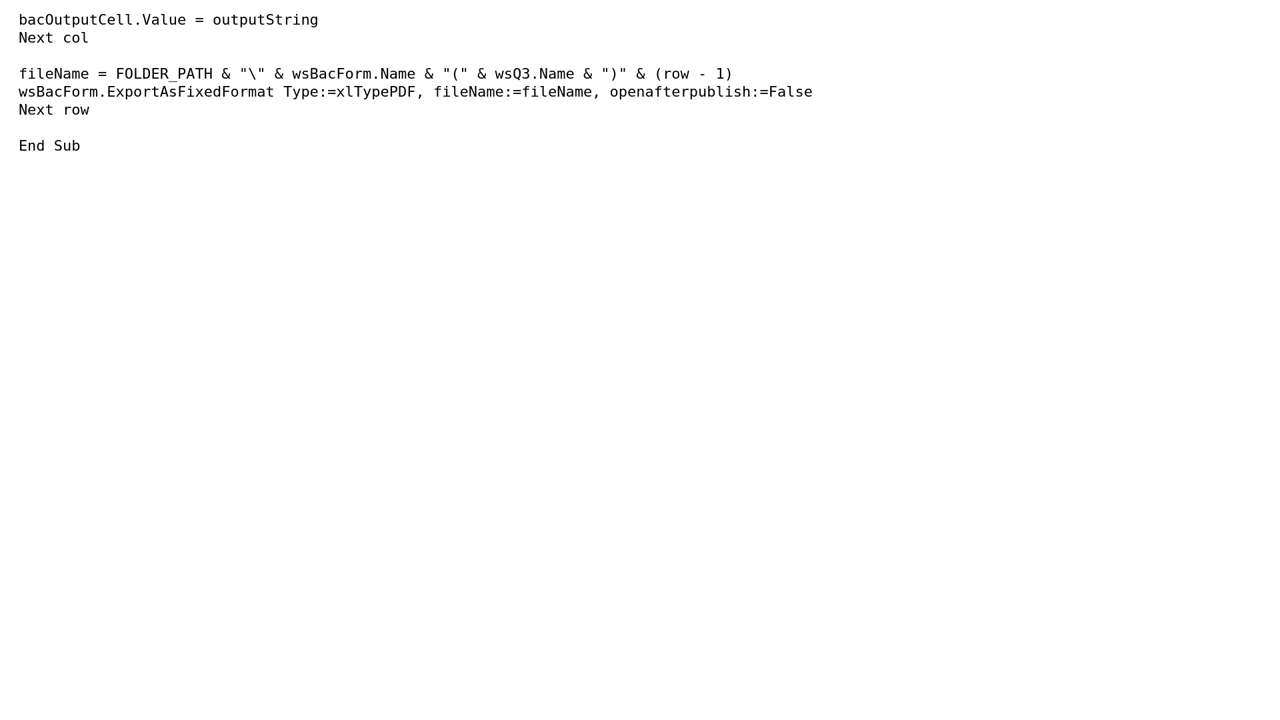 bacOutputCell.Value = outputString
Next col

fileName = FOLDER_PATH & "\" & wsBacForm.Name & "(" & wsQ3.Name & ")" & (row - 1)
wsBacForm.ExportAsFixedFormat Type:=xlTypePDF, fileName:=fileName, openafterpublish:=False
Next row

End Sub